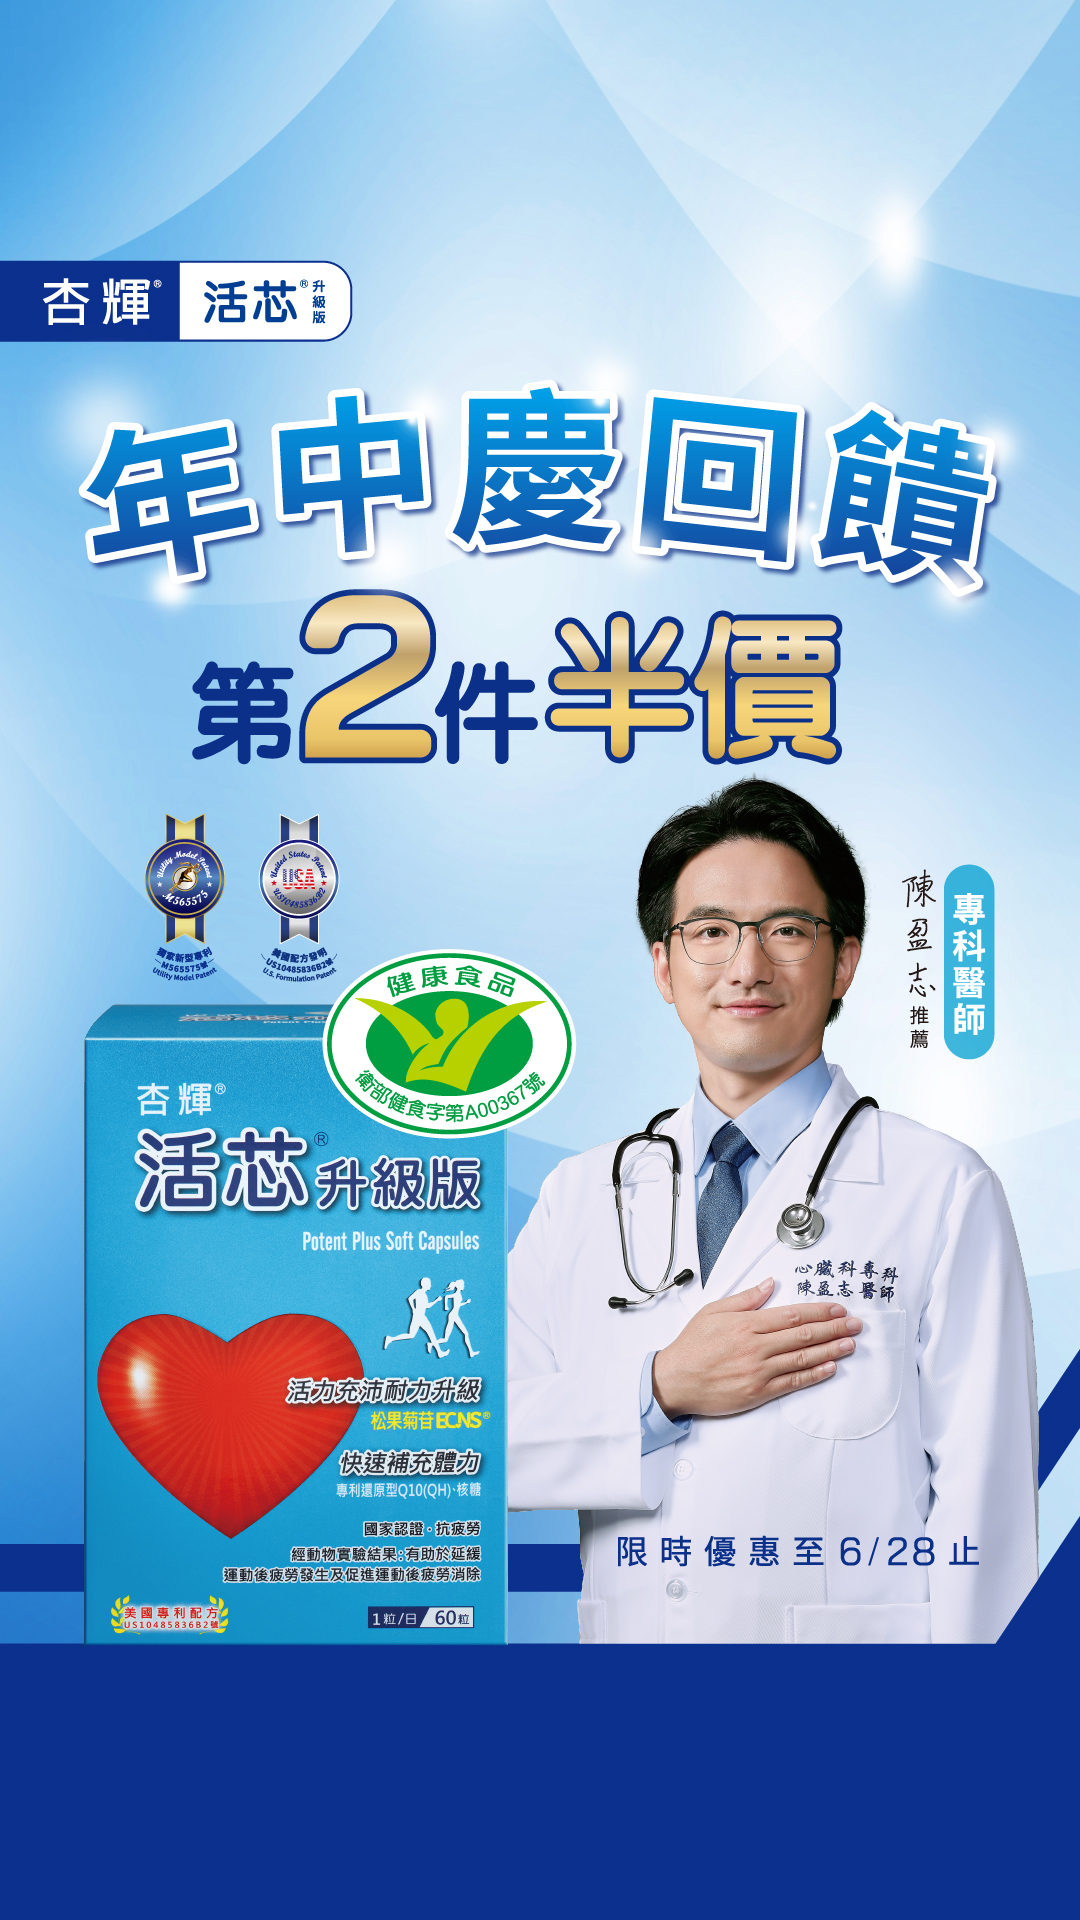 杏輝®
活芯®升級版
年中慶回饋
第2件半價
Utility Model Patent
M565575
獨家新型專利
M565575號
Utility Model Patent
United States Patent
USA
US10485836B2
美國配方發明
US10485836B2號
U.S. Formulation Patent
健康食品
衛部健食字第A00367號
專科醫師
陳盈志推薦
杏輝®
活芯®升級版
Potent Plus Soft Capsules
活力充沛耐力升級
松果菊苷ECNS®
快速補充體力
專利還原型Q10(QH)、核糖
國家認證·抗疲勞
經動物實驗結果:有助於延緩
運動後疲勞發生及促進運動後疲勞消除
美國專利配方
US10485836B2號
1粒/日 60粒
心臟科專科
陳盈志醫師
限時優惠至6/28止